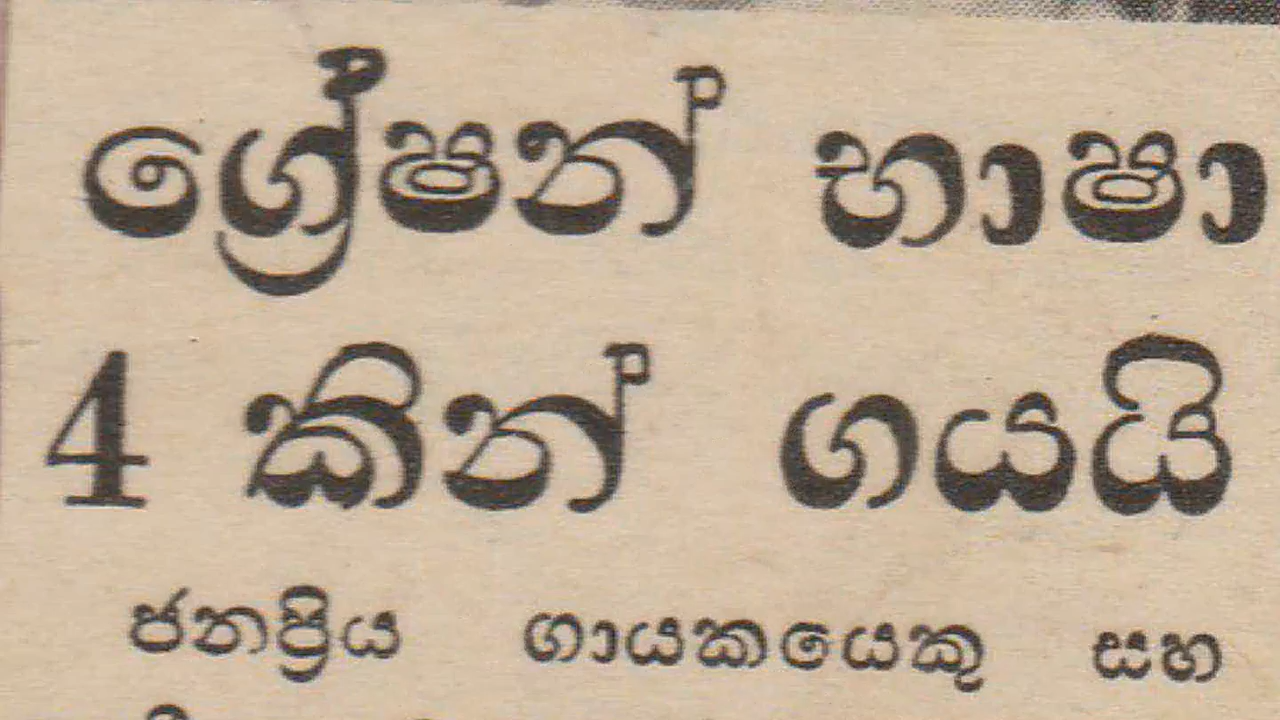 ග්‍රේෂන් භාෂා
4 කින් ගයයි
ජනප්‍රිය ගායකයෙකු සහ